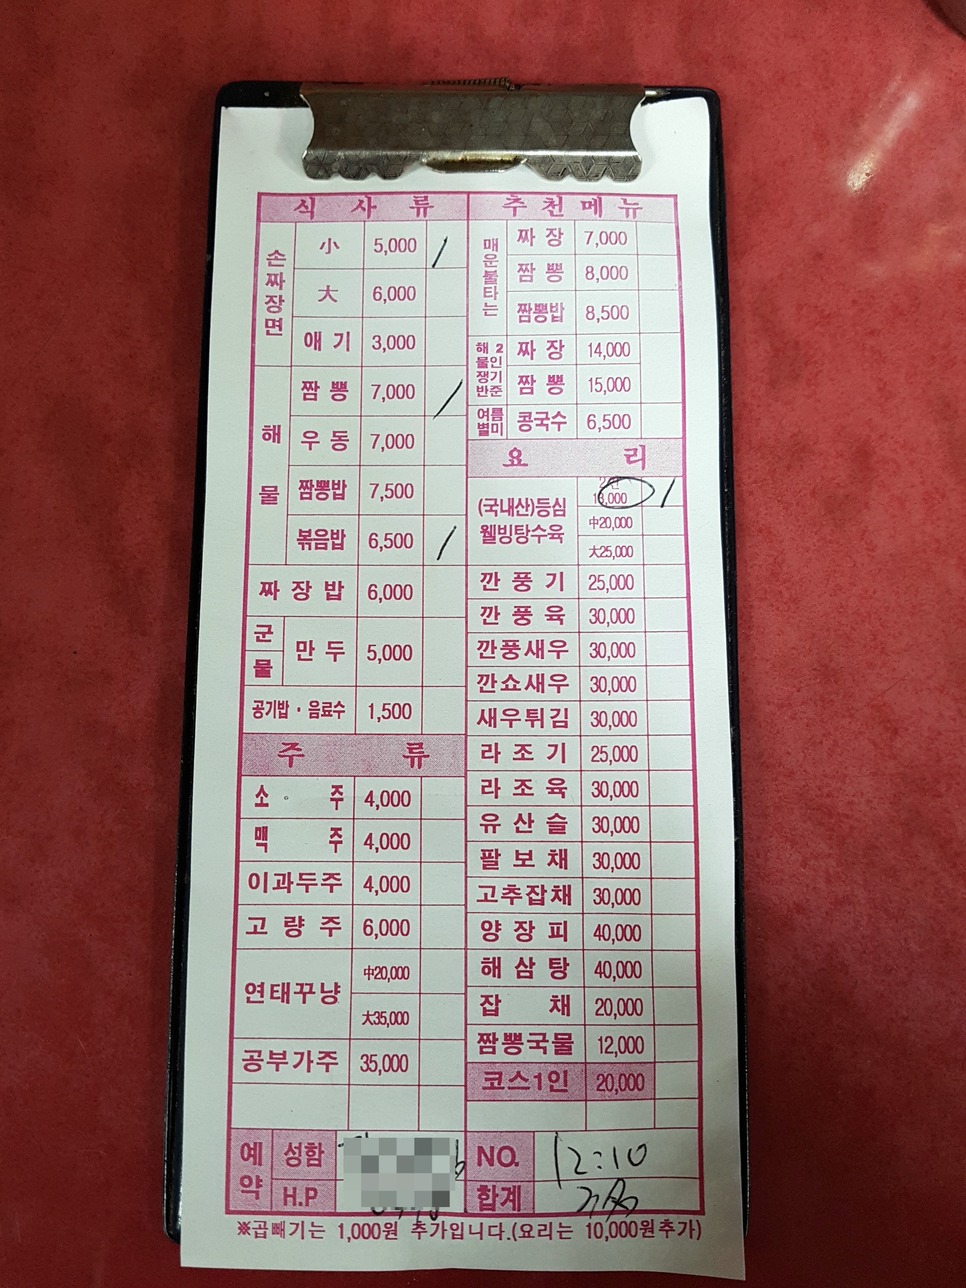 식 사 류
손짜장면
小 5,000 /
大 6,000
애 기 3,000
해물
짬 뽕 7,000 /
우 동 7,000
짬뽕밥 7,500
볶음밥 6,500 /
짜 장 밥 6,000
군 물 만 두 5,000
공기밥 · 음료수 1,500
주 류
소 주 4,000
맥 주 4,000
이과두주 4,000
고 량 주 6,000
연태꾸냥 中20,000
大35,000
공부가주 35,000
추천메뉴
매운불타는
짜 장 7,000
짬 뽕 8,000
짬뽕밥 8,500
해물쟁반 2인기준
짜 장 14,000
짬 뽕 15,000
여름별미 콩국수 6,500
요 리
(국내산)등심
웰빙탕수육
,000 /
中20,000
大25,000
깐 풍 기 25,000
깐 풍 육 30,000
깐풍새우 30,000
깐쇼새우 30,000
새우튀김 30,000
라 조 기 25,000
라 조 육 30,000
유 산 슬 30,000
팔 보 채 30,000
고추잡채 30,000
양 장 피 40,000
해 삼 탕 40,000
잡 채 20,000
짬뽕국물 12,000
코스1인 20,000
예약
성함
H.P
NO. 12:10
합계
※곱빼기는 1,000원 추가입니다.(요리는 10,000원추가)